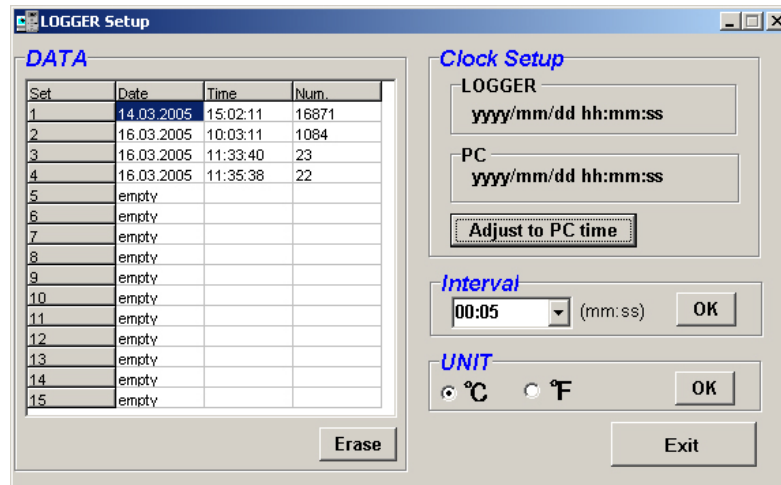 LOGGER Setup
DATA
Set Date Time Num.
1 14.03.2005 15:02:11 16871
2 16.03.2005 10:03:11 1084
3 16.03.2005 11:33:40 23
4 16.03.2005 11:35:38 22
5 empty
6 empty
7 empty
8 empty
9 empty
10 empty
11 empty
12 empty
13 empty
14 empty
15 empty
Erase
Clock Setup
LOGGER
yyyy/mm/dd hh:mm:ss
PC
yyyy/mm/dd hh:mm:ss
Adjust to PC time
Interval
00:05 (mm:ss) OK
UNIT
°C °F OK
Exit